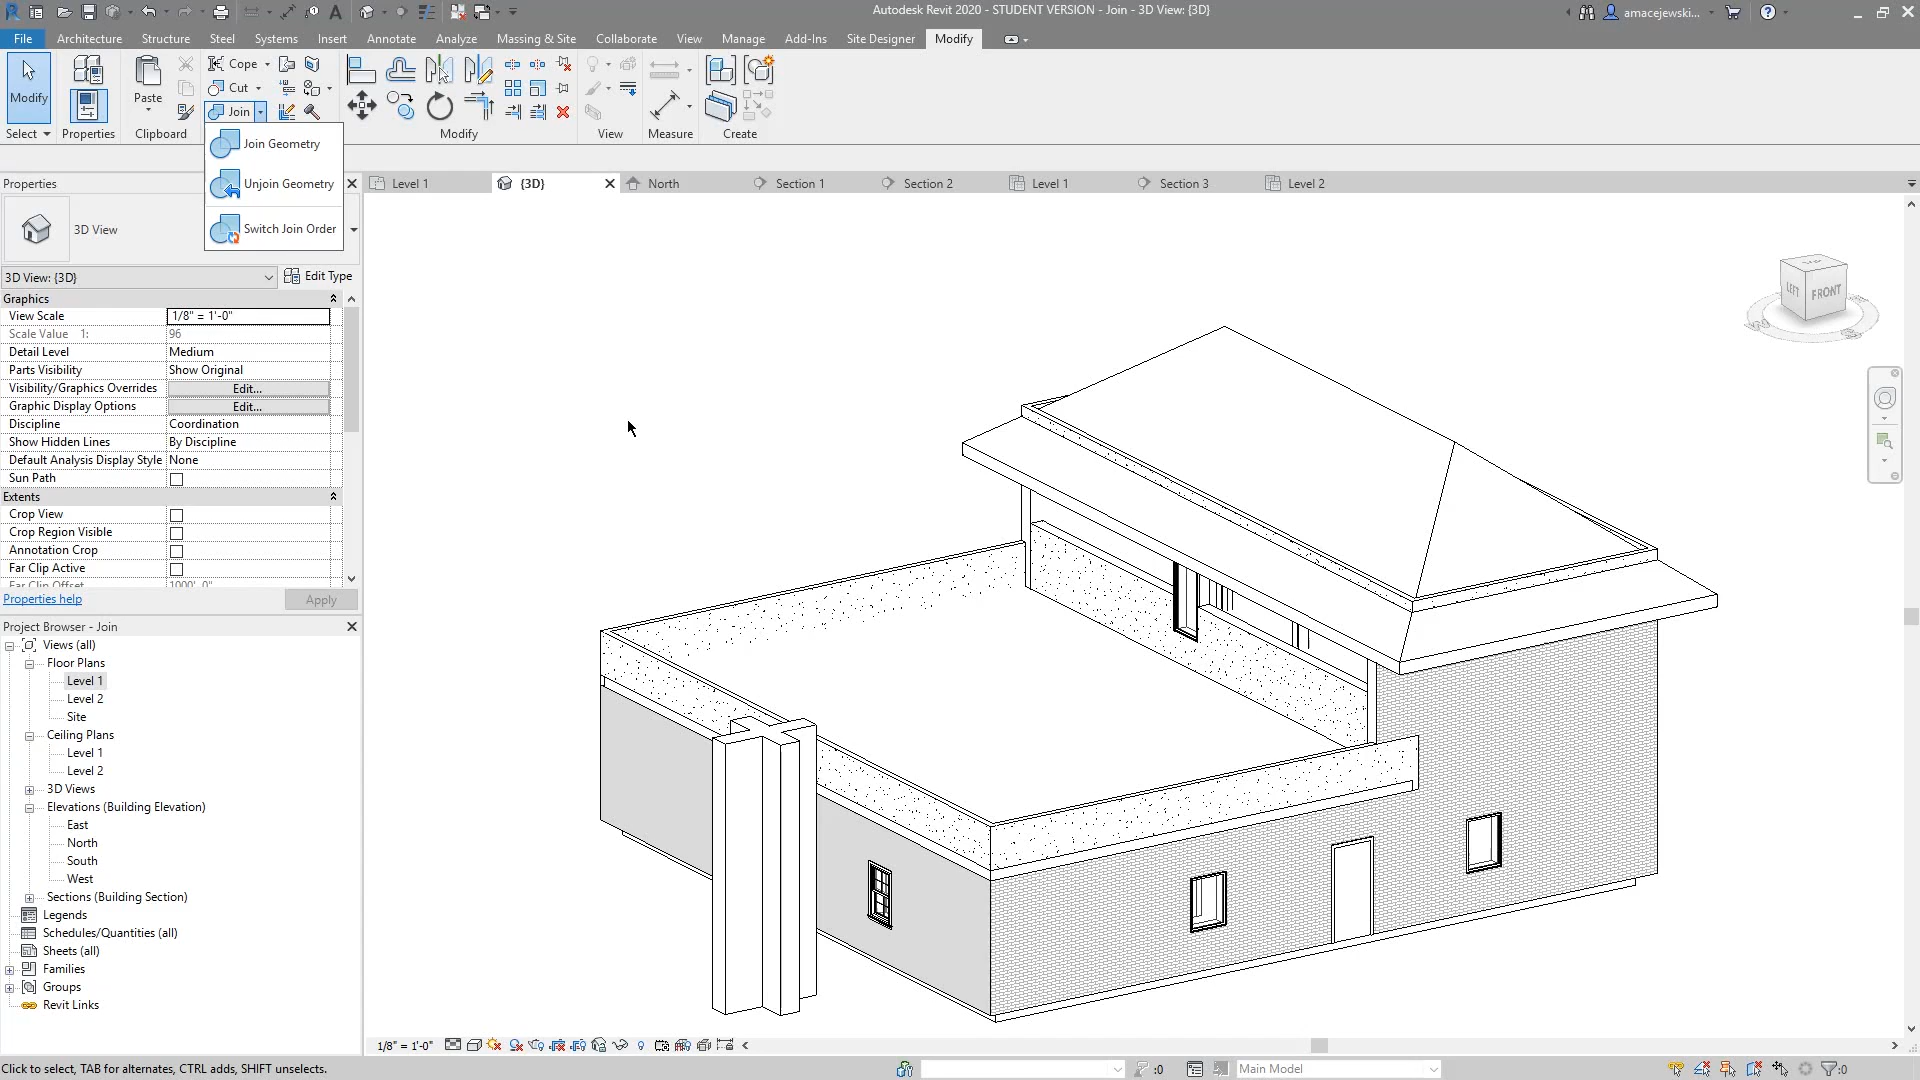 Autodesk Revit 2020 - STUDENT VERSION - Join - 3D View: {3D}
amacejewski...
File Architecture Structure Steel Systems Insert Annotate Analyze Massing & Site Collaborate View Manage Add-Ins Site Designer Modify
Cope
Cut
Join
Modify
Paste
Select
Properties
Clipboard
Modify
View
Measure
Create
Join Geometry
Unjoin Geometry
Switch Join Order
Properties
Level 1
{3D}
North
Section 1
Section 2
Level 1
Section 3
Level 2
3D View
3D View: {3D}
Edit Type
Graphics
View Scale 1/8" = 1'-0"
Scale Value 1: 96
Detail Level Medium
Parts Visibility Show Original
Visibility/Graphics Overrides Edit...
Graphic Display Options Edit...
Discipline Coordination
Show Hidden Lines By Discipline
Default Analysis Display Style None
Sun Path
Extents
Crop View
Crop Region Visible
Annotation Crop
Far Clip Active
Far Clip Offset 1000' 0"
Properties help
Apply
Project Browser - Join
Views (all)
Floor Plans
Level 1
Level 2
Site
Ceiling Plans
Level 1
Level 2
3D Views
Elevations (Building Elevation)
East
North
South
West
Sections (Building Section)
Legends
Schedules/Quantities (all)
Sheets (all)
Families
Groups
Revit Links
TOP
LEFT
FRONT
W
S
1/8" = 1'-0"
Click to select, TAB for alternates, CTRL adds, SHIFT unselects.
:0
Main Model
:0